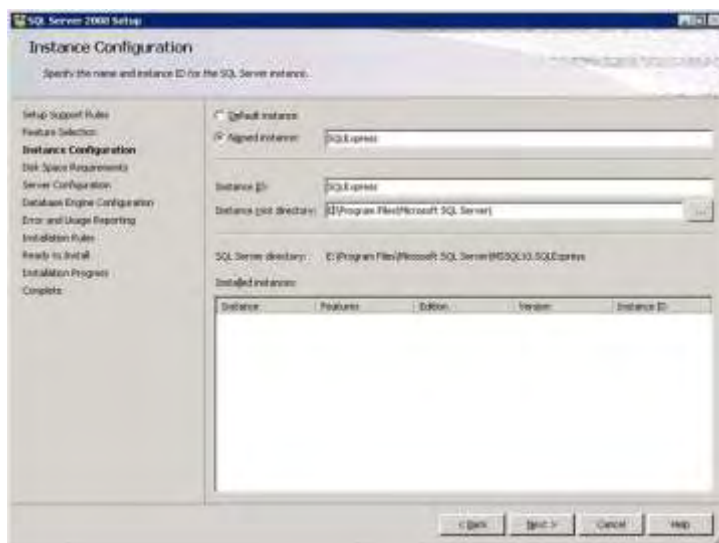 SQL Server 2008 Setup
Instance Configuration
Specify the name and instance ID for the SQL Server instance.
Setup Support Rules
Feature Selection
Instance Configuration
Disk Space Requirements
Server Configuration
Database Engine Configuration
Error and Usage Reporting
Installation Rules
Ready to Install
Installation Progress
Complete
Default instance
Named instance: SQLExpress
Instance ID: SQLExpress
Instance root directory: \Program Files\Microsoft SQL Server\
...
SQL Server directory: \Program Files\Microsoft SQL Server\MSSQL10.SQLExpress
Installed instances:
Instance Features Edition Version Instance ID
< Back Next > Cancel Help